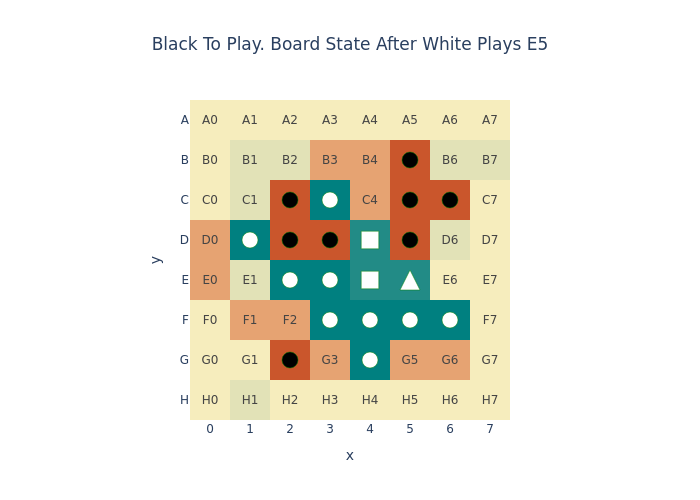 Black To Play. Board State After White Plays E5
A A0 A1 A2 A3 A4 A5 A6 A7
B B0 B1 B2 B3 B4 B6 B7
C C0 C1 C4 C7
D D0 D6 D7
E E0 E1 E6 E7
F F0 F1 F2 F7
G G0 G1 G3 G5 G6 G7
H H0 H1 H2 H3 H4 H5 H6 H7
0 1 2 3 4 5 6 7
x
y